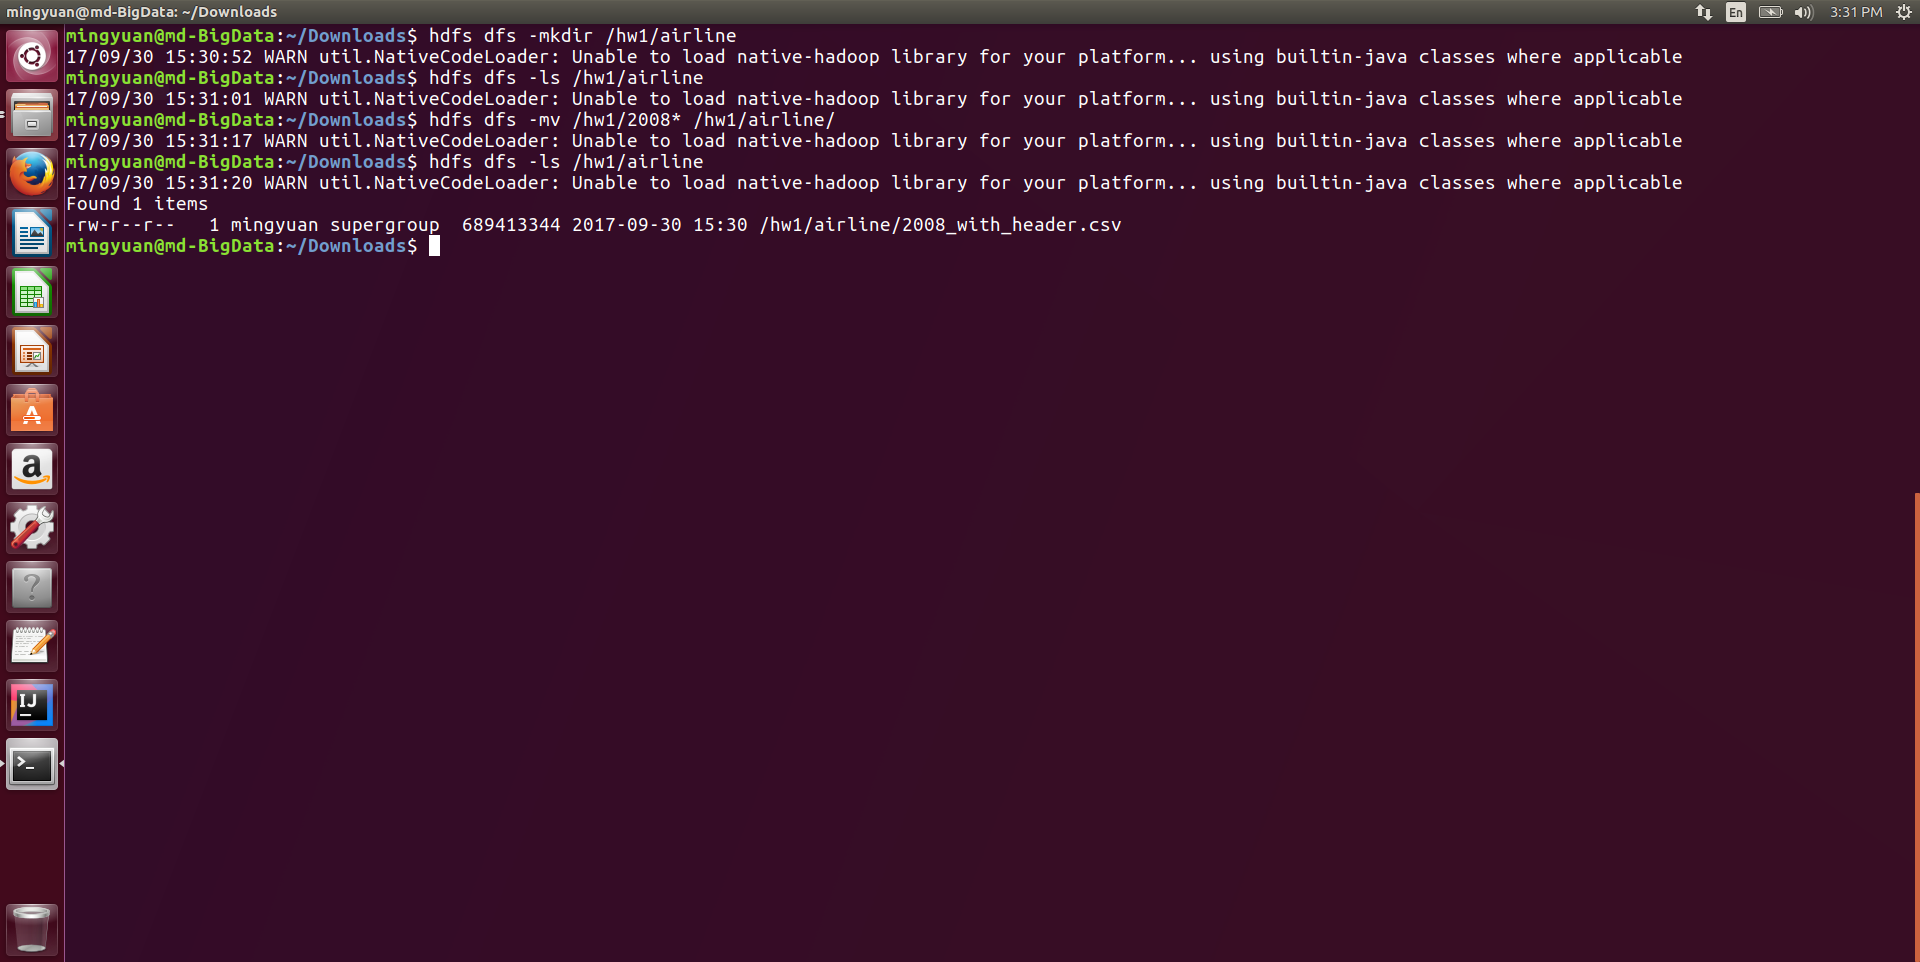 mingyuan@md-BigData: ~/Downloads
En
3:31 PM
mingyuan@md-BigData:~/Downloads$ hdfs dfs -mkdir /hw1/airline
17/09/30 15:30:52 WARN util.NativeCodeLoader: Unable to load native-hadoop library for your platform... using builtin-java classes where applicable
mingyuan@md-BigData:~/Downloads$ hdfs dfs -ls /hw1/airline
17/09/30 15:31:01 WARN util.NativeCodeLoader: Unable to load native-hadoop library for your platform... using builtin-java classes where applicable
mingyuan@md-BigData:~/Downloads$ hdfs dfs -mv /hw1/2008* /hw1/airline/
17/09/30 15:31:17 WARN util.NativeCodeLoader: Unable to load native-hadoop library for your platform... using builtin-java classes where applicable
mingyuan@md-BigData:~/Downloads$ hdfs dfs -ls /hw1/airline
17/09/30 15:31:20 WARN util.NativeCodeLoader: Unable to load native-hadoop library for your platform... using builtin-java classes where applicable
Found 1 items
-rw-r--r--   1 mingyuan supergroup  689413344 2017-09-30 15:30 /hw1/airline/2008_with_header.csv
mingyuan@md-BigData:~/Downloads$
A
a
?
IJ
>_